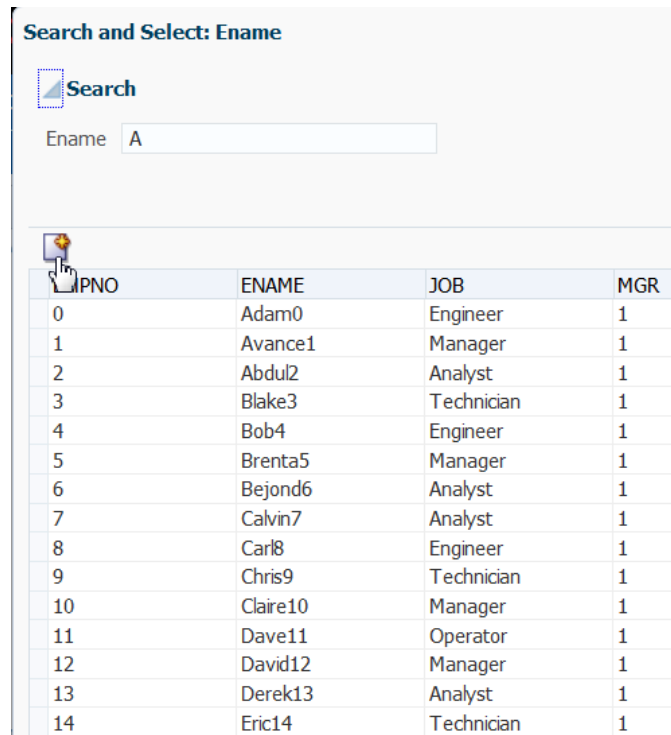 Search and Select: Ename
Search
Ename A
MPNO ENAME JOB MGR
0 Adam0 Engineer 1
1 Avance1 Manager 1
2 Abdul2 Analyst 1
3 Blake3 Technician 1
4 Bob4 Engineer 1
5 Brenta5 Manager 1
6 Bejond6 Analyst 1
7 Calvin7 Analyst 1
8 Carl8 Engineer 1
9 Chris9 Technician 1
10 Claire10 Manager 1
11 Dave11 Operator 1
12 David12 Manager 1
13 Derek13 Analyst 1
14 Eric14 Technician 1